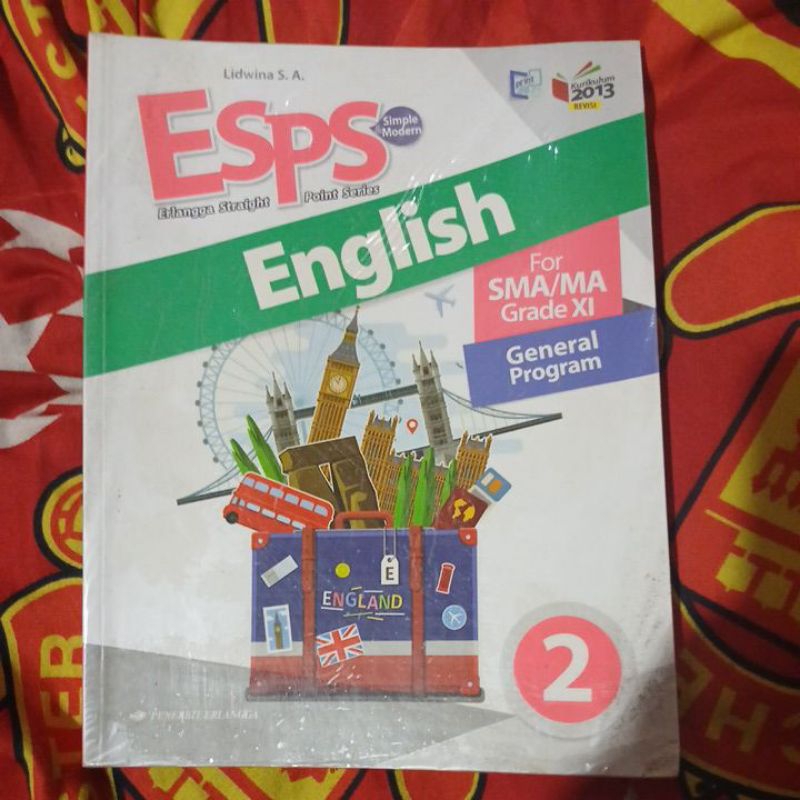 Lidwina S. A.
print
Kurikulum
2013
REVISI
ESPS
Simple
Modern
Erlangga Straight Point Series
English
For
SMA/MA
Grade XI
General
Program
E
ENGLAND
2
PENERBIT ERLANGGA